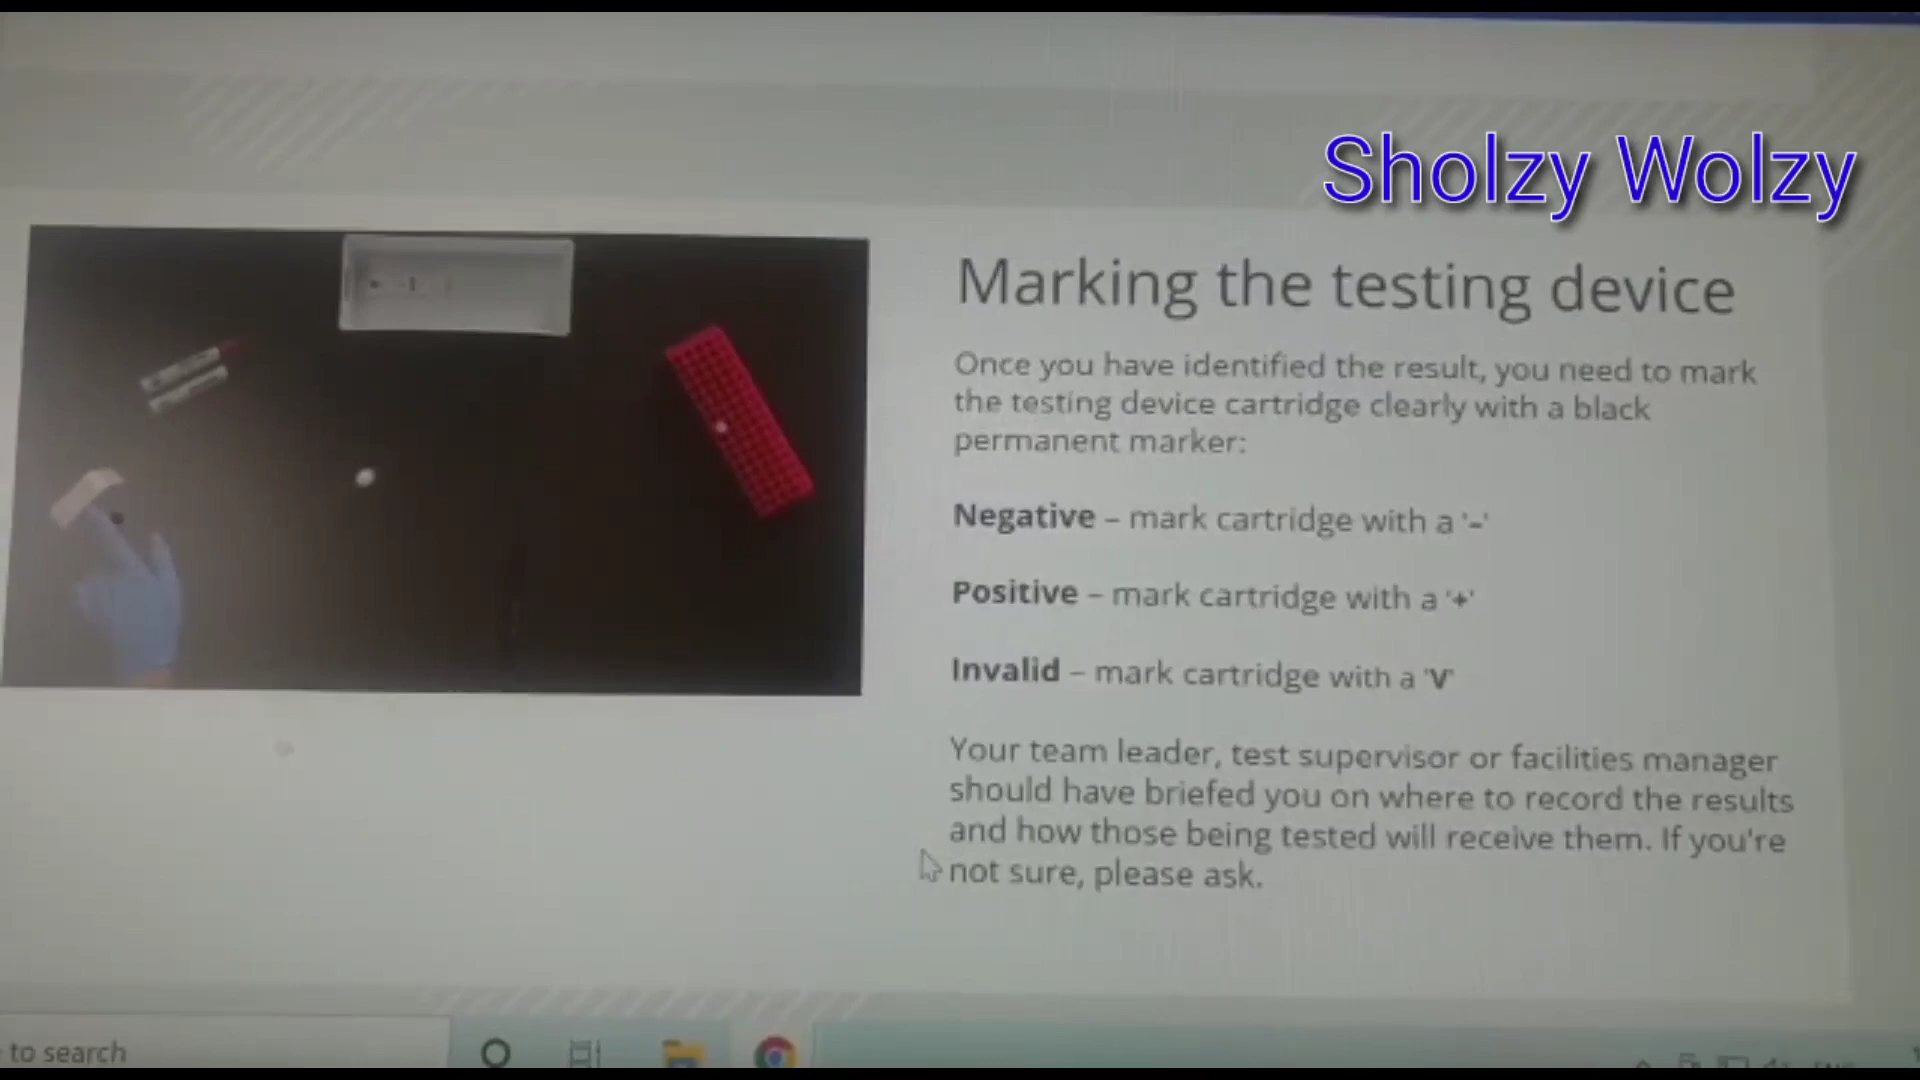 Sholzy Wolzy
Marking the testing device
Once you have identified the result, you need to mark
the testing device cartridge clearly with a black
permanent marker:
Negative – mark cartridge with a '-'
Positive – mark cartridge with a '+'
Invalid – mark cartridge with a 'V'
Your team leader, test supervisor or facilities manager
should have briefed you on where to record the results
and how those being tested will receive them. If you're
not sure, please ask.
to search